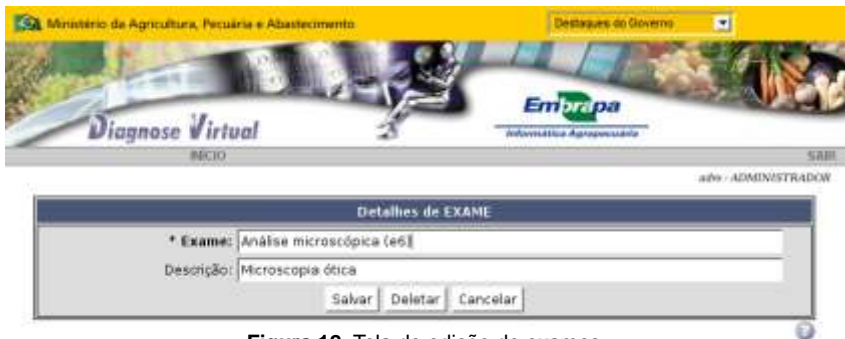 Ministério da Agricultura, Pecuária e Abastecimento
Destaques do Governo
Diagnose Virtual
Embrapa
Informática Agropecuária
INÍCIO
SAIR
adm - ADMINISTRADOR
Detalhes de EXAME
* Exame: Análise microscópica (e6)
Descrição: Microscopia ótica
Salvar Deletar Cancelar